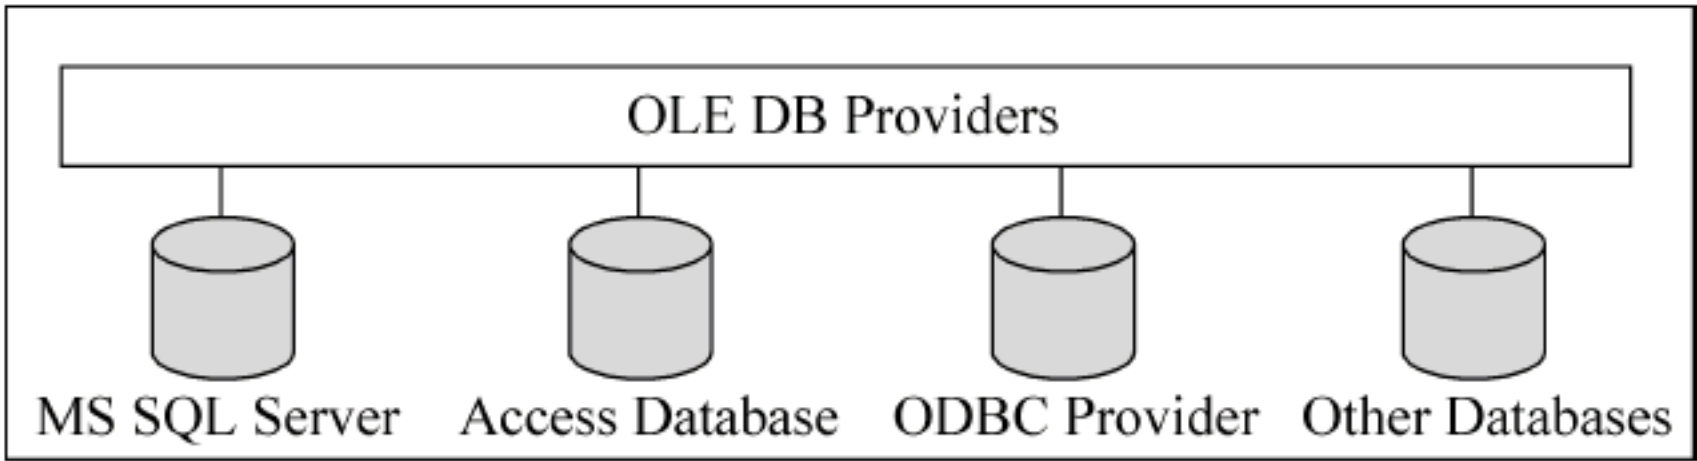 OLE DB Providers
MS SQL Server Access Database ODBC Provider Other Databases